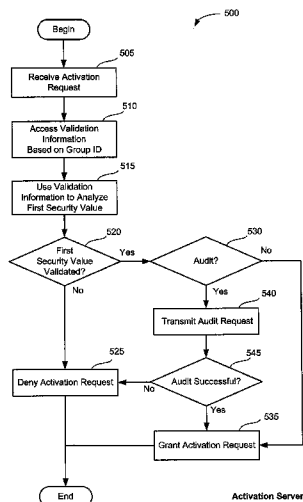 500
Begin
505
Receive Activation
Request
510
Access Validation
Information
Based on Group ID
515
Use Validation
Information to Analyze
First Security Value
520
First
Security Value
Validated?
Yes
No
530
Audit?
No
Yes
540
Transmit Audit Request
545
Audit Successful?
No
Yes
525
Deny Activation Request
535
Grant Activation Request
End
Activation Server